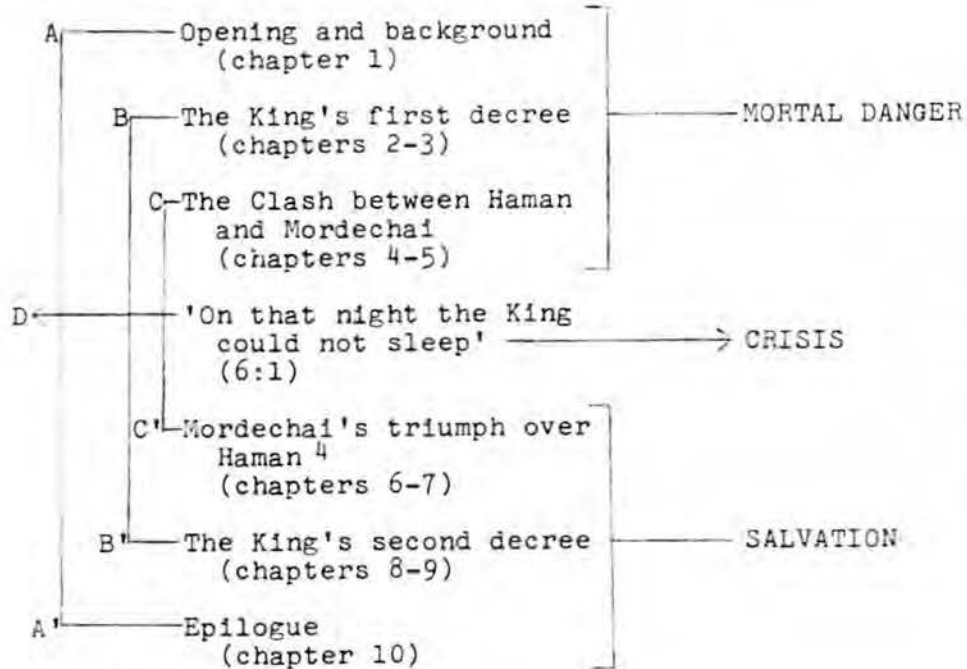 A Opening and background
(chapter 1)
B The King's first decree
(chapters 2-3)
MORTAL DANGER
C The Clash between Haman
and Mordechai
(chapters 4-5)
D 'On that night the King
could not sleep'
(6:1)
CRISIS
C' Mordechai's triumph over
Haman 4
(chapters 6-7)
B' The King's second decree
(chapters 8-9)
SALVATION
A' Epilogue
(chapter 10)